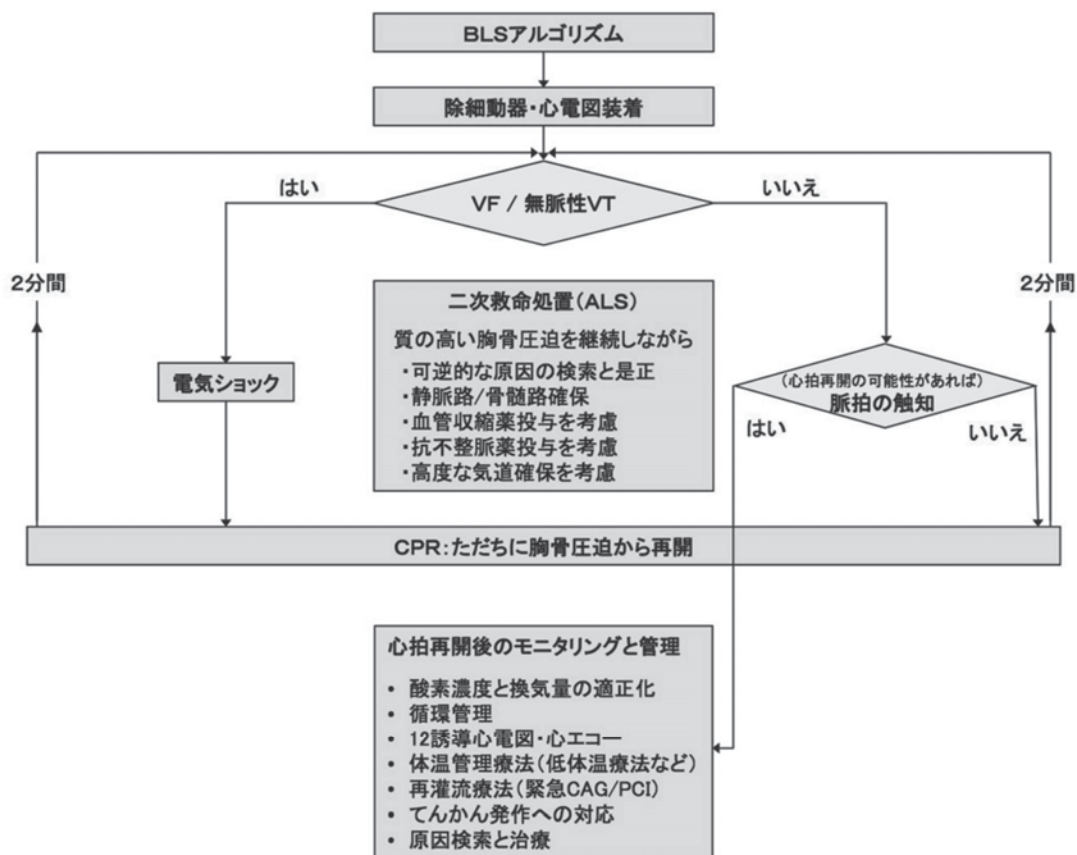 BLSアルゴリズム
除細動器・心電図装着
はい
VF / 無脈性VT
いいえ
2分間
2分間
二次救命処置(ALS)
質の高い胸骨圧迫を継続しながら
・可逆的な原因の検索と是正
・静脈路/骨髄路確保
・血管収縮薬投与を考慮
・抗不整脈薬投与を考慮
・高度な気道確保を考慮
電気ショック
(心拍再開の可能性があれば)
脈拍の触知
はい
いいえ
CPR:ただちに胸骨圧迫から再開
心拍再開後のモニタリングと管理
• 酸素濃度と換気量の適正化
• 循環管理
• 12誘導心電図・心エコー
• 体温管理療法(低体温療法など)
• 再灌流療法(緊急CAG/PCI)
• てんかん発作への対応
• 原因検索と治療